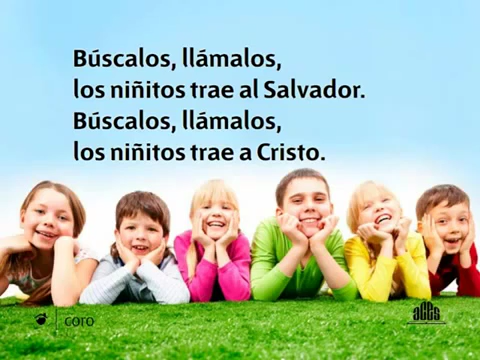 Búscalos, llámalos,
los niñitos trae al Salvador.
Búscalos, llámalos,
los niñitos trae a Cristo.
CORO
aces